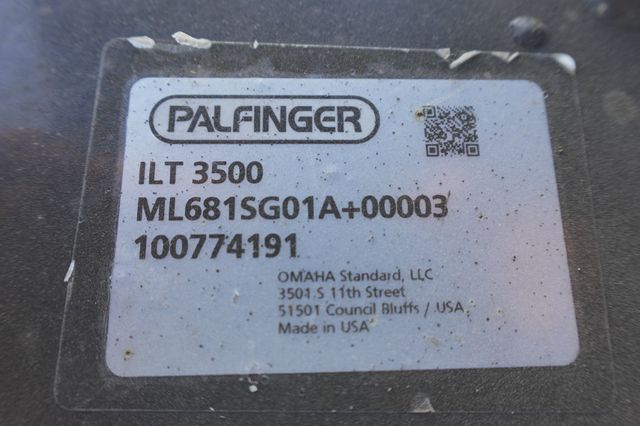 PALFINGER
ILT 3500
ML681SG01A+00003
100774191
OMAHA Standard, LLC
3501 S 11th Street
51501 Council Bluffs / USA
Made in USA